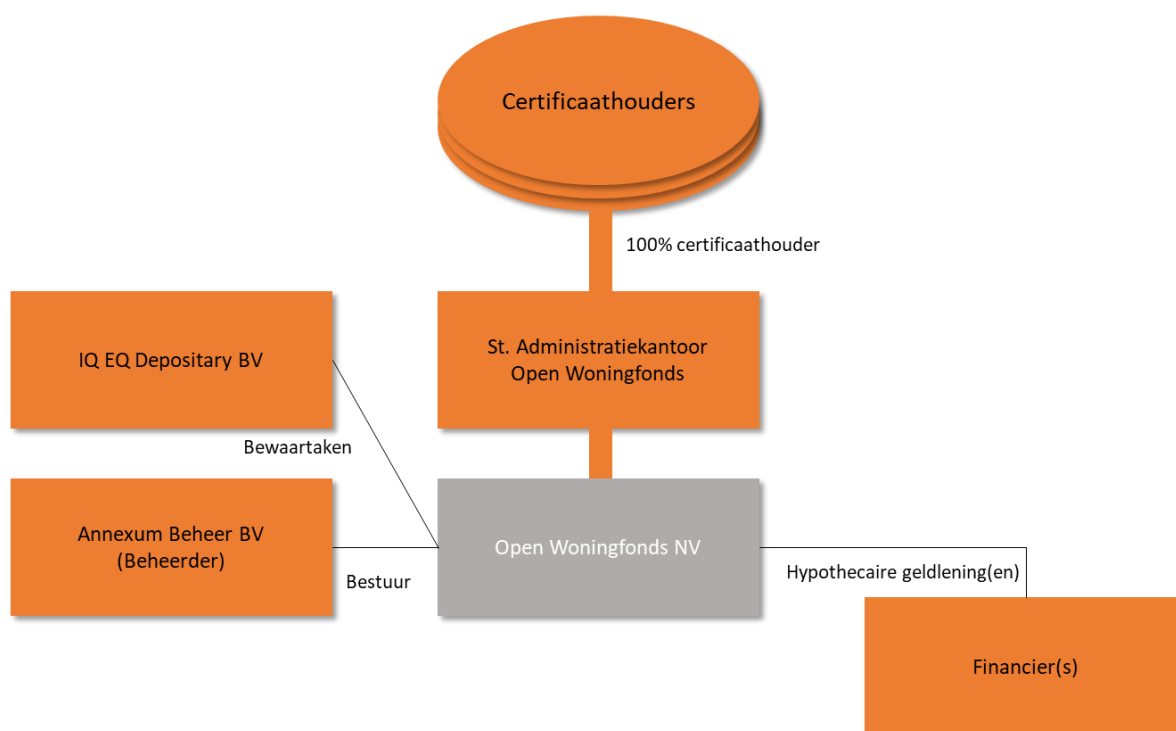 Certificaathouders
100% certificaathouder
IQ EQ Depositary BV
St. Administratiekantoor
Open Woningfonds
Bewaartaken
Annexum Beheer BV
(Beheerder)
Bestuur
Open Woningfonds NV
Hypothecaire geldlening(en)
Financier(s)